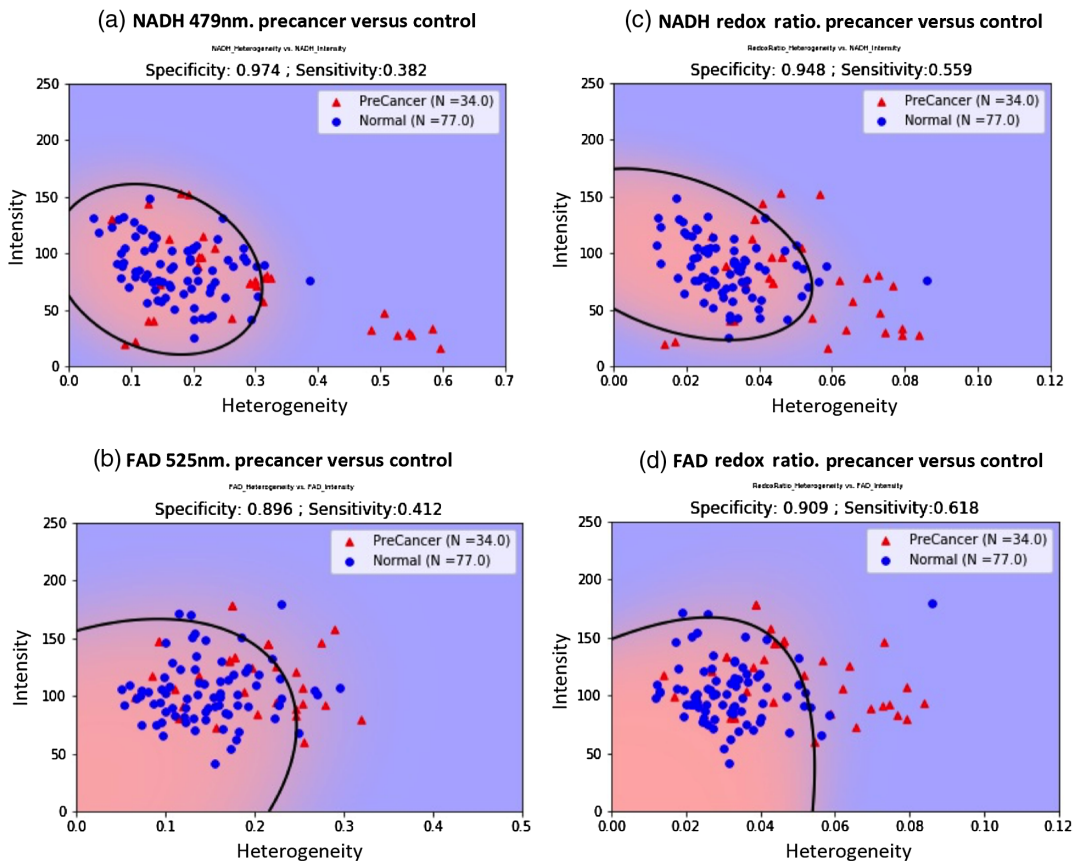 (a) NADH 479nm. precancer versus control
NADH_Heterogeneity vs. NADH_Intensity
Specificity: 0.974 ; Sensitivity:0.382
PreCancer (N =34.0)
Normal (N =77.0)
250
200
150
100
50
0
Intensity
0.0 0.1 0.2 0.3 0.4 0.5 0.6 0.7
Heterogeneity
(c) NADH redox ratio. precancer versus control
RedoxRatio_Heterogeneity vs. NADH_Intensity
Specificity: 0.948 ; Sensitivity:0.559
PreCancer (N =34.0)
Normal (N =77.0)
250
200
150
100
50
0
Intensity
0.00 0.02 0.04 0.06 0.08 0.10 0.12
Heterogeneity
(b) FAD 525nm. precancer versus control
FAD_Heterogeneity vs. FAD_Intensity
Specificity: 0.896 ; Sensitivity:0.412
PreCancer (N =34.0)
Normal (N =77.0)
250
200
150
100
50
0
Intensity
0.0 0.1 0.2 0.3 0.4 0.5
Heterogeneity
(d) FAD redox ratio. precancer versus control
RedoxRatio_Heterogeneity vs. FAD_Intensity
Specificity: 0.909 ; Sensitivity:0.618
PreCancer (N =34.0)
Normal (N =77.0)
250
200
150
100
50
0
Intensity
0.00 0.02 0.04 0.06 0.08 0.10 0.12
Heterogeneity